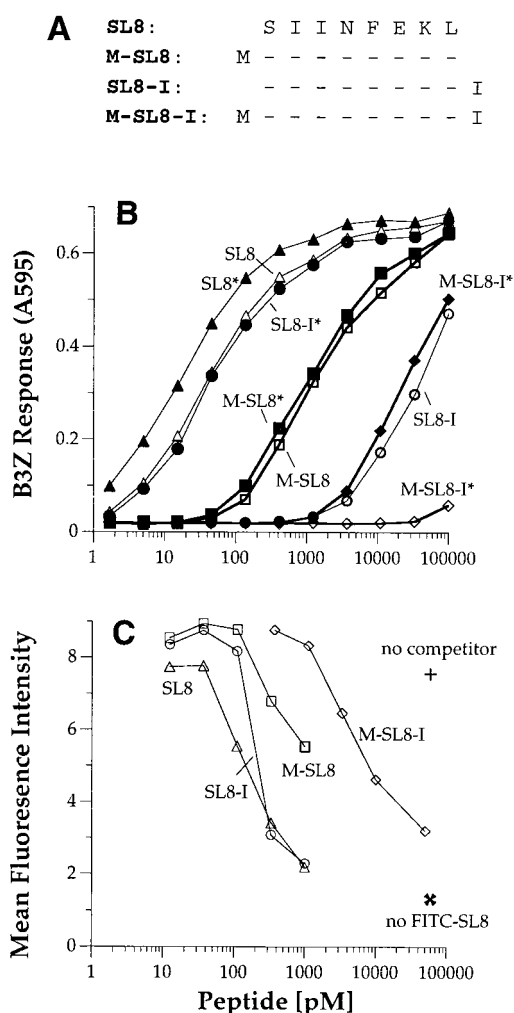 A
SL8: S I I N F E K L
M-SL8: M - - - - - - - -
SL8-I: - - - - - - - - I
M-SL8-I: M - - - - - - - - I
B
B3Z Response (A595)
0.6
0.4
0.2
0
SL8
SL8*
SL8-I*
M-SL8*
M-SL8
M-SL8-I*
SL8-I
M-SL8-I*
1 10 100 1000 10000 100000
C
Mean Fluoresence Intensity
8
6
4
2
0
SL8
SL8-I
M-SL8
M-SL8-I
no competitor
+
no FITC-SL8
1 10 100 1000 10000 100000
Peptide [pM]